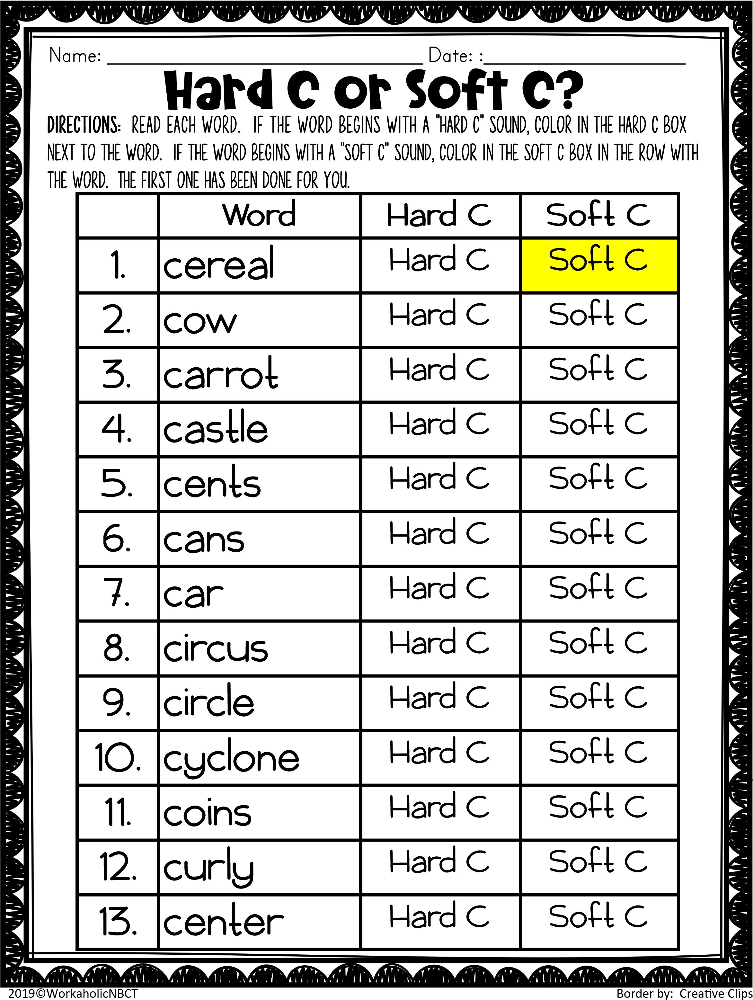 Name: ______________ Date: :______________
Hard C or Soft C?
DIRECTIONS: READ EACH WORD. IF THE WORD BEGINS WITH A "HARD C" SOUND, COLOR IN THE HARD C BOX
NEXT TO THE WORD. IF THE WORD BEGINS WITH A "SOFT C" SOUND, COLOR IN THE SOFT C BOX IN THE ROW WITH
THE WORD. THE FIRST ONE HAS BEEN DONE FOR YOU.
Word Hard C Soft C
1. cereal Hard C Soft C
2. cow Hard C Soft C
3. carrot Hard C Soft C
4. castle Hard C Soft C
5. cents Hard C Soft C
6. cans Hard C Soft C
7. car Hard C Soft C
8. circus Hard C Soft C
9. circle Hard C Soft C
10. cyclone Hard C Soft C
11. coins Hard C Soft C
12. curly Hard C Soft C
13. center Hard C Soft C
2019©WorkaholicNBCT Border by: Creative Clips